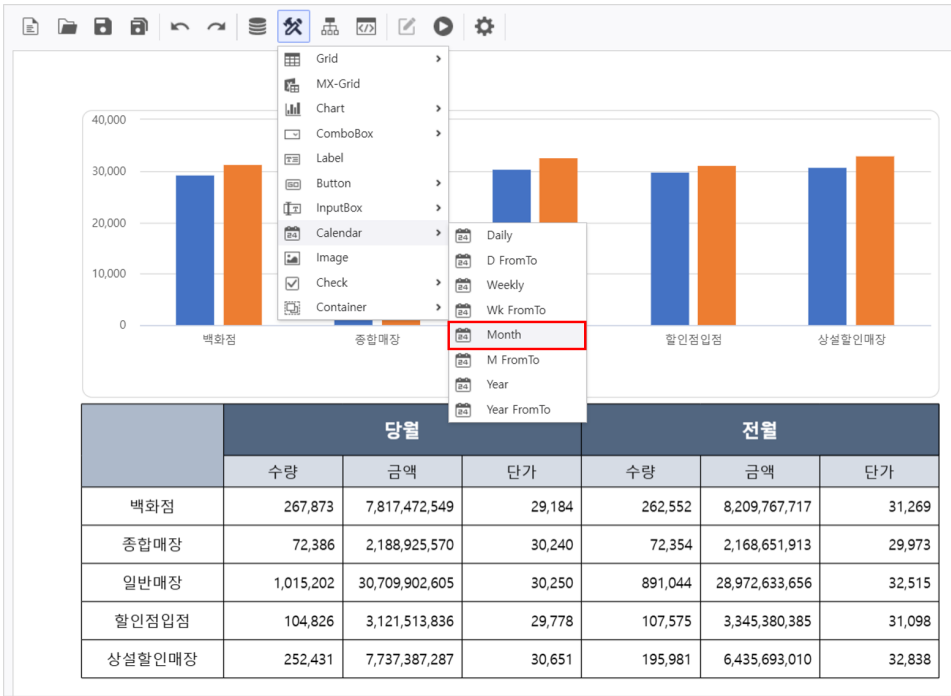 Grid
MX-Grid
Chart
ComboBox
Label
Button
InputBox
Calendar
Image
Check
Container
Daily
D FromTo
Weekly
Wk FromTo
Month
M FromTo
Year
Year FromTo
40,000
30,000
20,000
10,000
0
백화점 종합매장 할인점입점 상설할인매장
당월 전월
수량 금액 단가 수량 금액 단가
백화점 267,873 7,817,472,549 29,184 262,552 8,209,767,717 31,269
종합매장 72,386 2,188,925,570 30,240 72,354 2,168,651,913 29,973
일반매장 1,015,202 30,709,902,605 30,250 891,044 28,972,633,656 32,515
할인점입점 104,826 3,121,513,836 29,778 107,575 3,345,380,385 31,098
상설할인매장 252,431 7,737,387,287 30,651 195,981 6,435,693,010 32,838